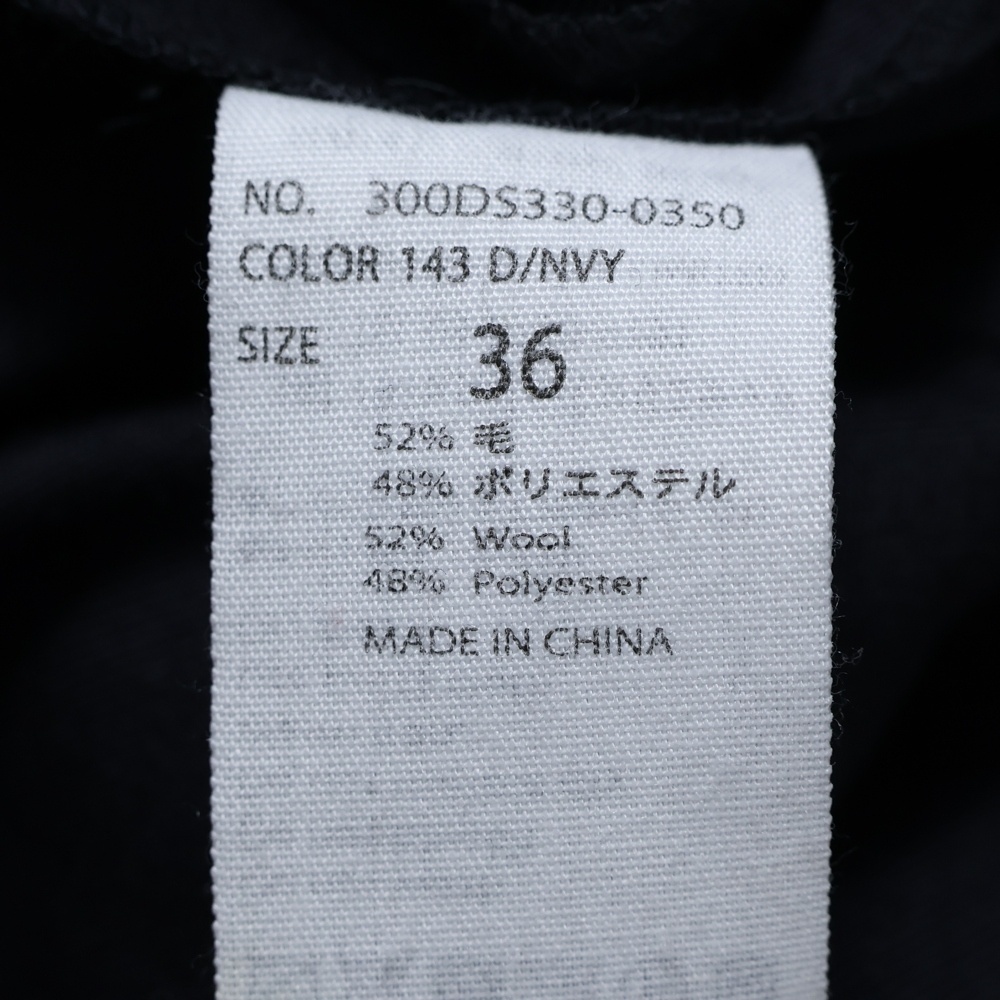 NO. 300DS330-0350
COLOR 143 D/NVY
SIZE 36
52% 毛
48% ポリエステル
52% Wool
48% Polyester
MADE IN CHINA